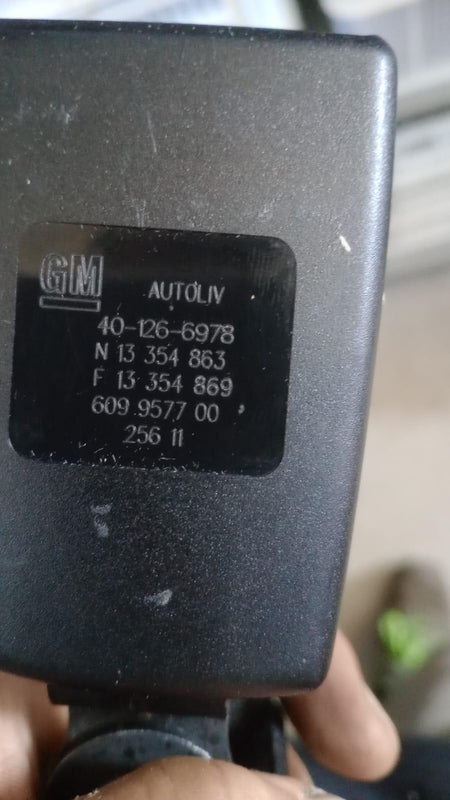 GM
AUTOLIV
40-126-6978
N 13 354 863
F 13 354 869
609 9577 00
256 11